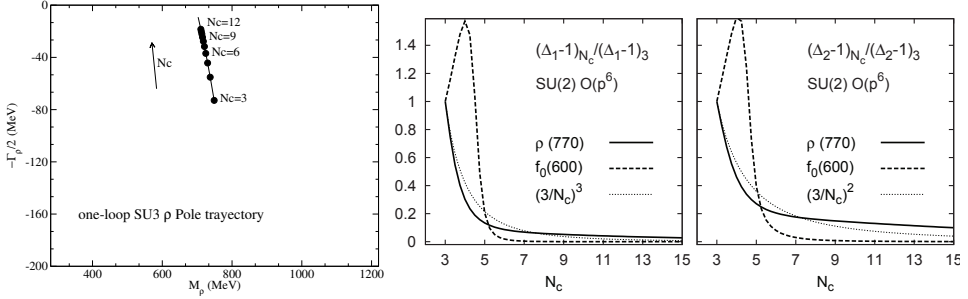 0
-40
-80
-120
-160
-200
−Γρ/2 (MeV)
Nc=12
Nc=9
Nc=6
Nc=3
Nc
one-loop SU3 ρ Pole trayectory
400
600
800
1000
1200
Mρ (MeV)
1.4
1.2
1
0.8
0.6
0.4
0.2
0
(Δ₁-1)Nc/(Δ₁-1)₃
SU(2) O(p⁶)
ρ (770)
f₀(600)
(3/Nc)³
3 5 7 9 11 13 15
Nc
(Δ₂-1)Nc/(Δ₂-1)₃
SU(2) O(p⁶)
ρ (770)
f₀(600)
(3/Nc)²
3 5 7 9 11 13 15
Nc